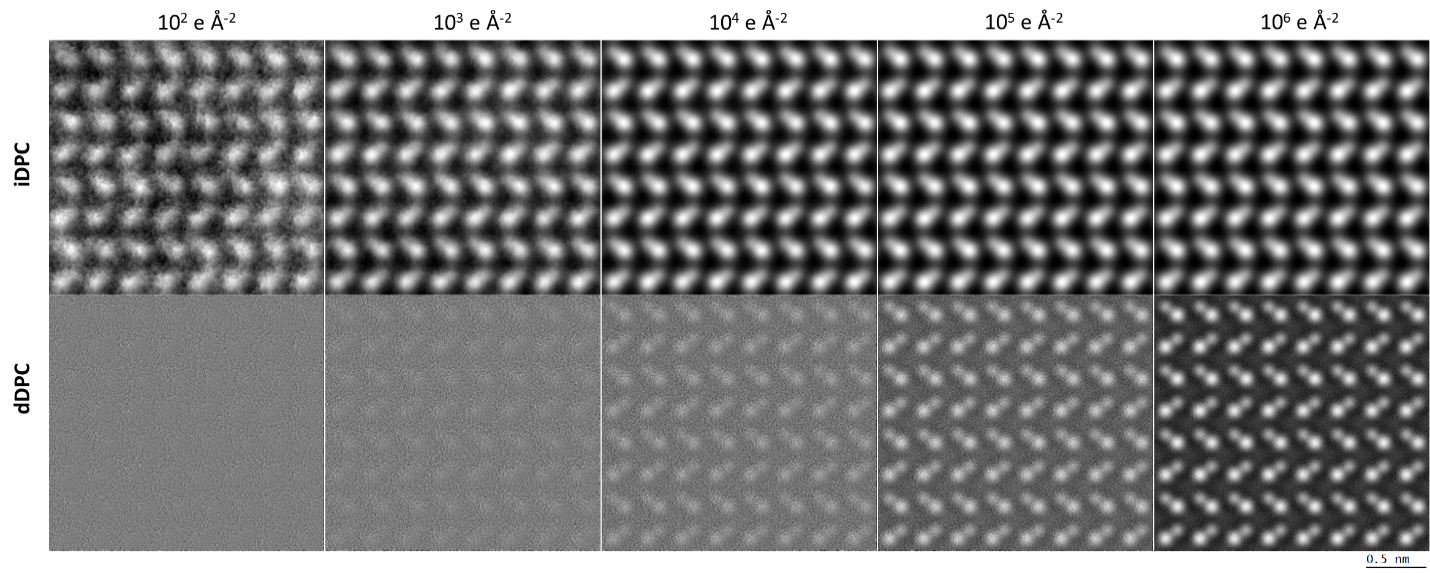 10² e Å⁻² 10³ e Å⁻² 10⁴ e Å⁻² 10⁵ e Å⁻² 10⁶ e Å⁻²
iDPC
dDPC
0.5 nm